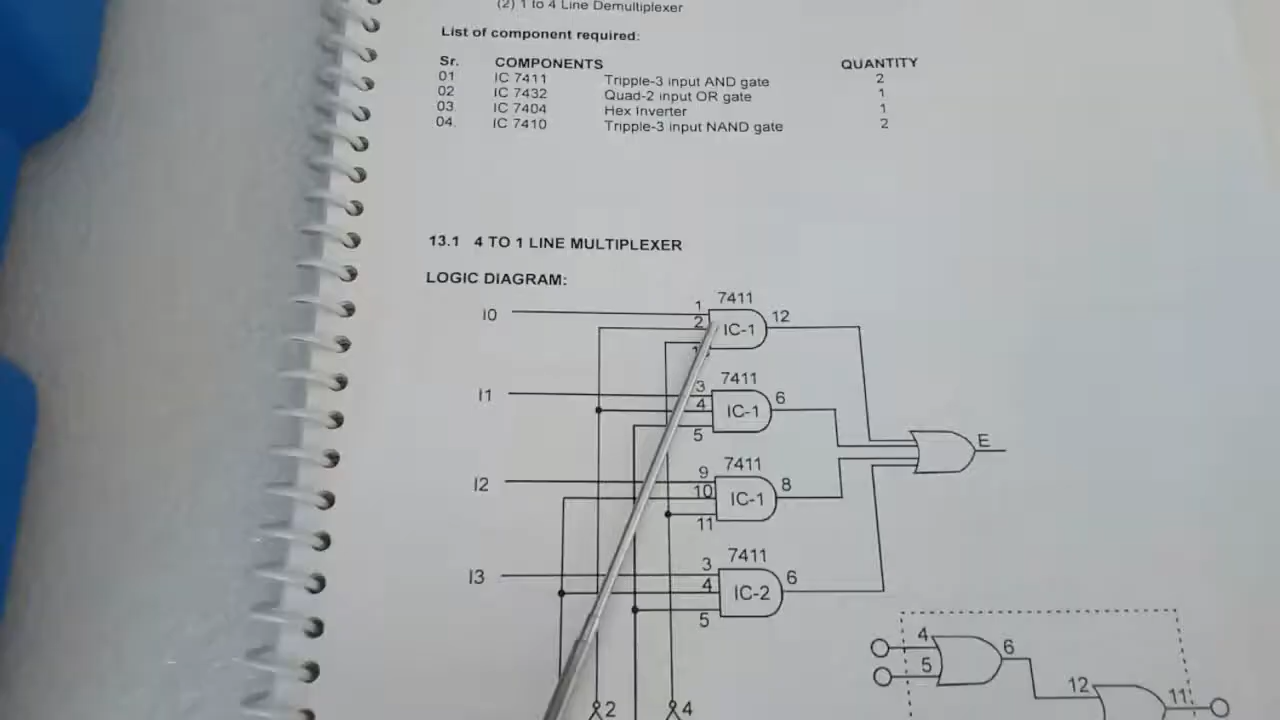 (2) 1 to 4 Line Demultiplexer
List of component required:
Sr. COMPONENTS QUANTITY
01 IC 7411 Tripple-3 input AND gate 2
02 IC 7432 Quad-2 input OR gate 1
03. IC 7404 Hex Inverter 1
04. IC 7410 Tripple-3 input NAND gate 2
13.1 4 TO 1 LINE MULTIPLEXER
LOGIC DIAGRAM:
7411
I0 1 2 IC-1 12
7411
I1 3 4 5 IC-1 6
E
7411
I2 9 10 11 IC-1 8
7411
I3 3 4 5 IC-2 6
4 5 6
12 11
2 4